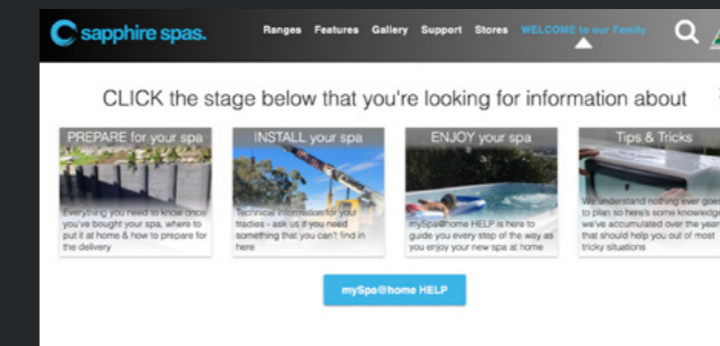 sapphire spas.
Ranges Features Gallery Support Stores WELCOME to our Family
CLICK the stage below that you're looking for information about
PREPARE for your spa
Everything you need to know once
you've bought your spa, where to
put it at home & how to prepare for
the delivery
INSTALL your spa
Technical information for your
tradies - ask us if you need
something that you can't find in
here
ENJOY your spa
mySpa@home HELP is here to
guide you every step of the way as
you enjoy your new spa at home
Tips & Tricks
We understand nothing ever goes
to plan so here's some knowledge
we've accumulated over the year
that should help you out of most
tricky situations
mySpa@home HELP